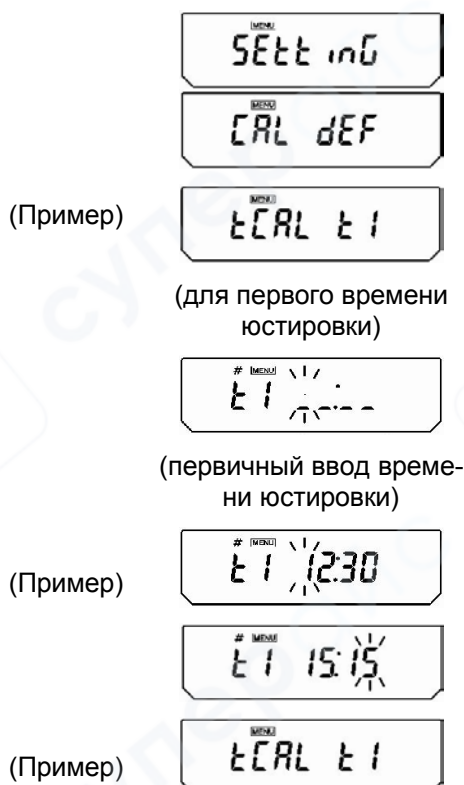 MENU
SEtt inG
MENU
CAL dEF
(Пример)
MENU
tCAL t1
(для первого времени
юстировки)
# MENU
t1 --:--
(первичный ввод време-
ни юстировки)
(Пример)
# MENU
t1 12:30
# MENU
t1 15:15
(Пример)
MENU
tCAL t1